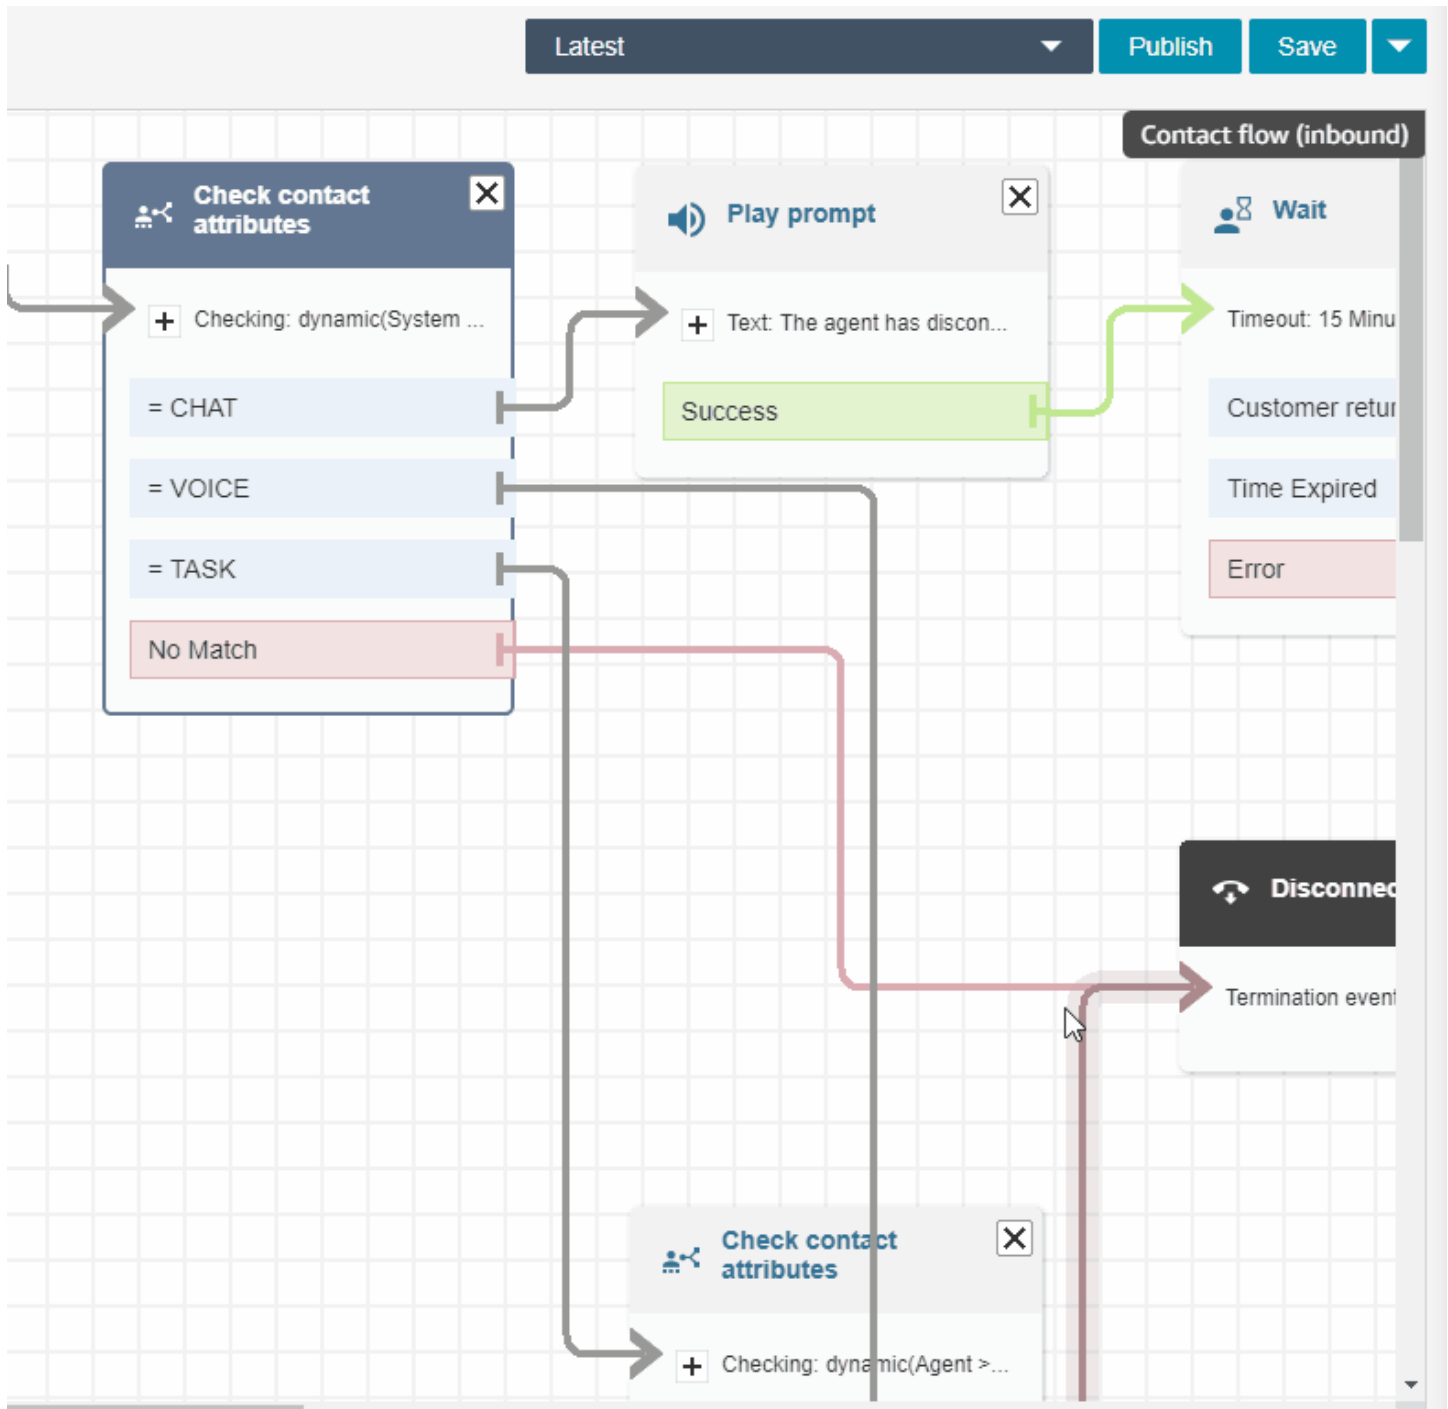 Latest
Publish
Save
Contact flow (inbound)
Check contact
attributes
Checking: dynamic(System ...
= CHAT
= VOICE
= TASK
No Match
Play prompt
Text: The agent has discon...
Success
Wait
Timeout: 15 Minu
Customer retur
Time Expired
Error
Disconnec
Termination event
Check contact
attributes
Checking: dynamic(Agent >...